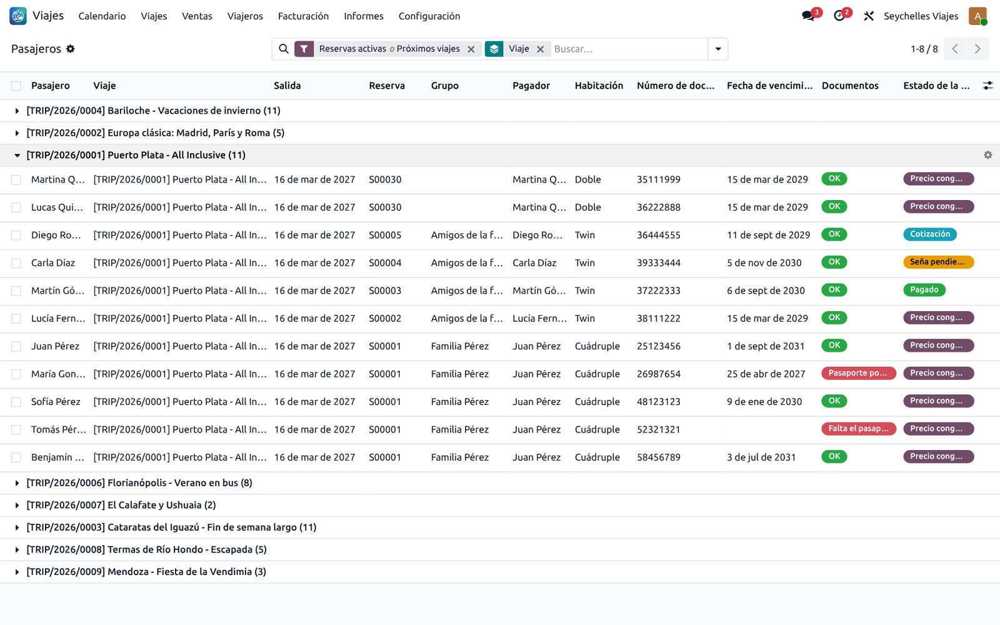 Viajes Calendario Viajes Ventas Viajeros Facturación Informes Configuración 3 2 Seychelles Viajes A
Pasajeros Reservas activas o Próximos viajes Viaje Buscar... 1-8 / 8
Pasajero Viaje Salida Reserva Grupo Pagador Habitación Número de doc... Fecha de vencimi... Documentos Estado de la ...
[TRIP/2026/0004] Bariloche - Vacaciones de invierno (11)
[TRIP/2026/0002] Europa clásica: Madrid, París y Roma (5)
[TRIP/2026/0001] Puerto Plata - All Inclusive (11)
Martina Q... [TRIP/2026/0001] Puerto Plata - All In... 16 de mar de 2027 S00030 Martina Q... Doble 35111999 15 de mar de 2029 OK Precio cong...
Lucas Qui... [TRIP/2026/0001] Puerto Plata - All In... 16 de mar de 2027 S00030 Martina Q... Doble 36222888 15 de mar de 2029 OK Precio cong...
Diego Ro... [TRIP/2026/0001] Puerto Plata - All In... 16 de mar de 2027 S00005 Amigos de la f... Diego Ro... Twin 36444555 11 de sept de 2029 OK Cotización
Carla Díaz [TRIP/2026/0001] Puerto Plata - All In... 16 de mar de 2027 S00004 Amigos de la f... Carla Díaz Twin 39333444 5 de nov de 2030 OK Seña pendie...
Martín Gó... [TRIP/2026/0001] Puerto Plata - All In... 16 de mar de 2027 S00003 Amigos de la f... Martín Gó... Twin 37222333 6 de sept de 2030 OK Pagado
Lucía Fern... [TRIP/2026/0001] Puerto Plata - All In... 16 de mar de 2027 S00002 Amigos de la f... Lucía Fern... Twin 38111222 15 de mar de 2029 OK Precio cong...
Juan Pérez [TRIP/2026/0001] Puerto Plata - All In... 16 de mar de 2027 S00001 Familia Pérez Juan Pérez Cuádruple 25123456 1 de sept de 2031 OK Precio cong...
María Gon... [TRIP/2026/0001] Puerto Plata - All In... 16 de mar de 2027 S00001 Familia Pérez Juan Pérez Cuádruple 26987654 25 de abr de 2027 Pasaporte po... Precio cong...
Sofía Pérez [TRIP/2026/0001] Puerto Plata - All In... 16 de mar de 2027 S00001 Familia Pérez Juan Pérez Cuádruple 48123123 9 de ene de 2030 OK Precio cong...
Tomás Pér... [TRIP/2026/0001] Puerto Plata - All In... 16 de mar de 2027 S00001 Familia Pérez Juan Pérez Cuádruple 52321321 Falta el pasap... Precio cong...
Benjamín ... [TRIP/2026/0001] Puerto Plata - All In... 16 de mar de 2027 S00001 Familia Pérez Juan Pérez Cuádruple 58456789 3 de jul de 2031 OK Precio cong...
[TRIP/2026/0006] Florianópolis - Verano en bus (8)
[TRIP/2026/0007] El Calafate y Ushuaia (2)
[TRIP/2026/0003] Cataratas del Iguazú - Fin de semana largo (11)
[TRIP/2026/0008] Termas de Río Hondo - Escapada (5)
[TRIP/2026/0009] Mendoza - Fiesta de la Vendimia (3)